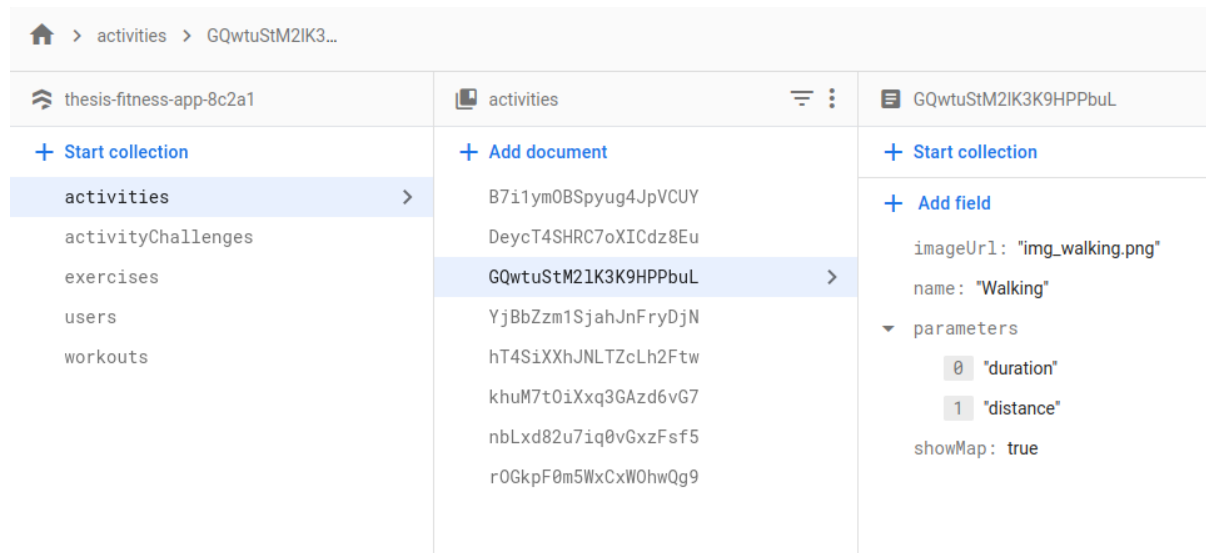 activities > GQwtuStM2lK3...
thesis-fitness-app-8c2a1
+ Start collection
activities
activityChallenges
exercises
users
workouts
activities
+ Add document
B7i1ymOBSpyug4JpVCUY
DeycT4SHRC7oXICdz8Eu
GQwtuStM2lK3K9HPPbuL
YjBbZzm1SjahJnFryDjN
hT4SiXXhJNLTZcLh2Ftw
khuM7tOiXxq3GAzd6vG7
nbLxd82u7iq0vGxzFsf5
rOGkpF0m5WxCxWOhwQg9
GQwtuStM2lK3K9HPPbuL
+ Start collection
+ Add field
imageUrl: "img_walking.png"
name: "Walking"
parameters
0 "duration"
1 "distance"
showMap: true